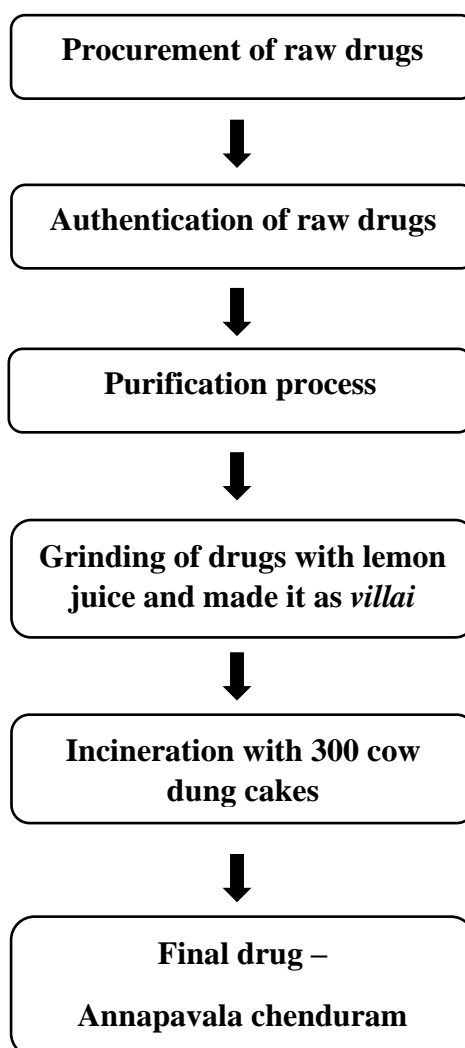 Procurement of raw drugs
Authentication of raw drugs
Purification process
Grinding of drugs with lemon
juice and made it as villai
Incineration with 300 cow
dung cakes
Final drug –
Annapavala chenduram